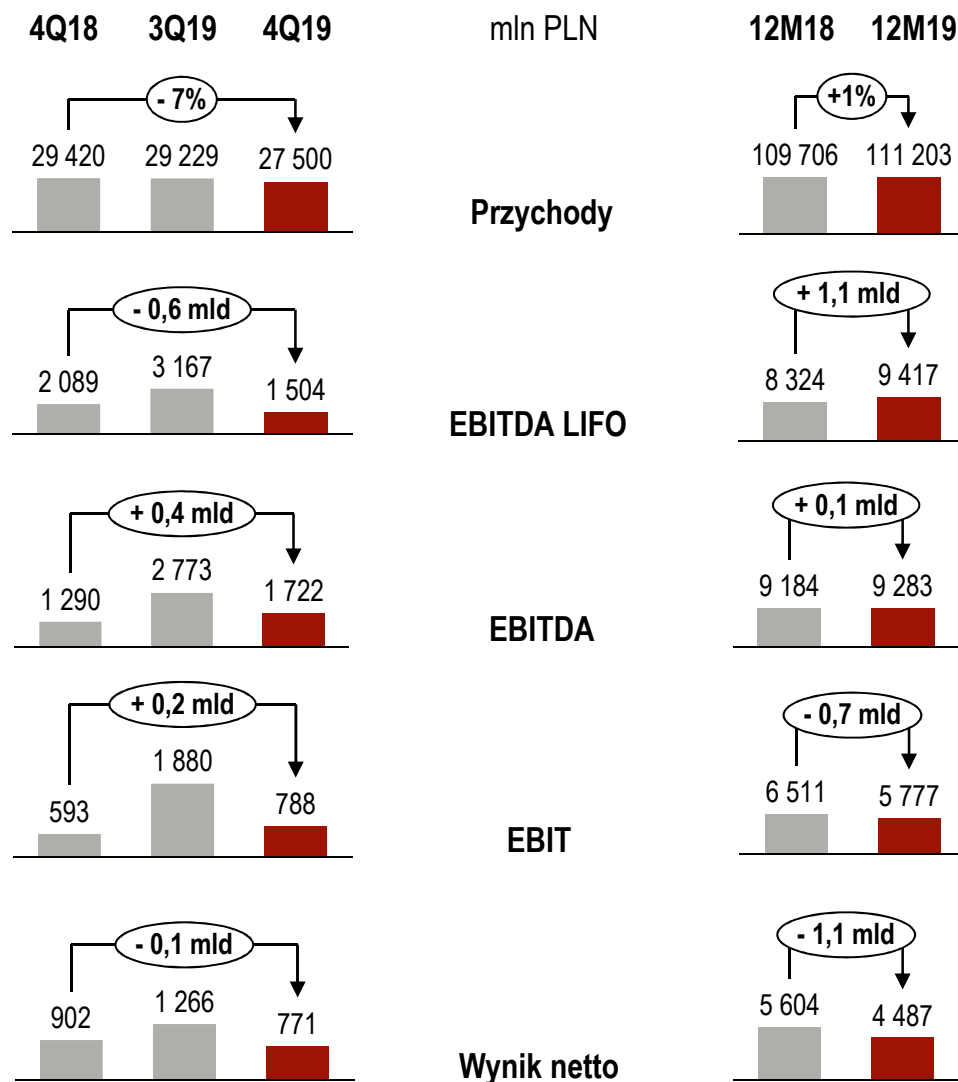 4Q18 3Q19 4Q19 mln PLN 12M18 12M19
- 7% +1%
29 420 29 229 27 500 109 706 111 203
Przychody
- 0,6 mld + 1,1 mld
2 089 3 167 1 504 8 324 9 417
EBITDA LIFO
+ 0,4 mld + 0,1 mld
1 290 2 773 1 722 9 184 9 283
EBITDA
+ 0,2 mld - 0,7 mld
593 1 880 788 6 511 5 777
EBIT
- 0,1 mld - 1,1 mld
902 1 266 771 5 604 4 487
Wynik netto